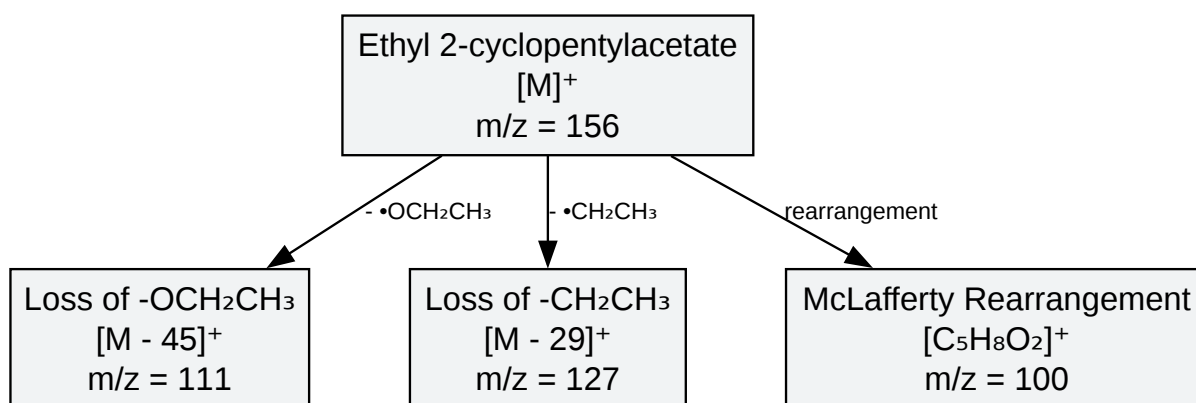 Ethyl 2-cyclopentylacetate
[M]⁺
m/z = 156
- •OCH₂CH₃
- •CH₂CH₃
rearrangement
Loss of -OCH₂CH₃
[M - 45]⁺
m/z = 111
Loss of -CH₂CH₃
[M - 29]⁺
m/z = 127
McLafferty Rearrangement
[C₅H₈O₂]⁺
m/z = 100